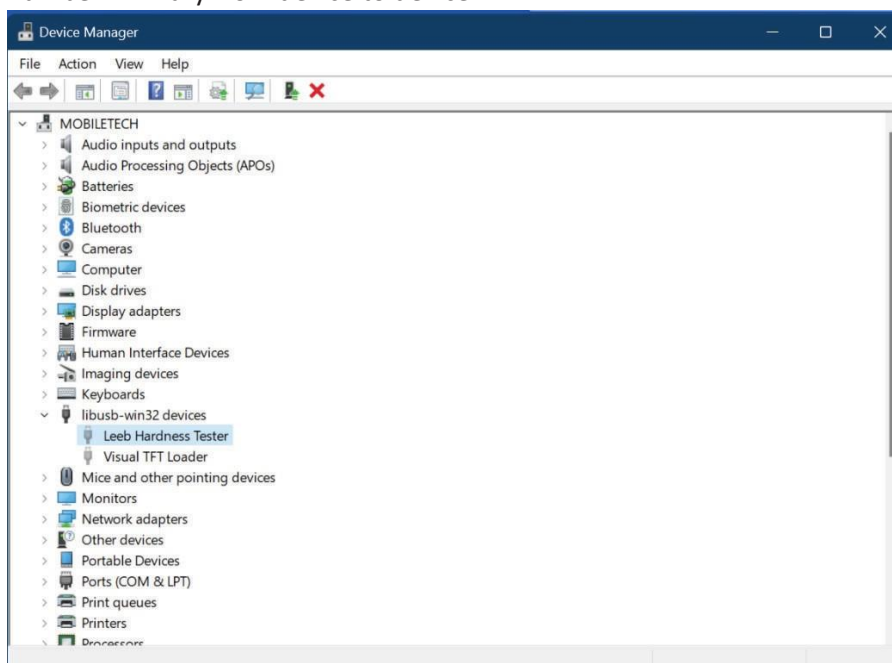 Device Manager
File Action View Help
MOBILETECH
Audio inputs and outputs
Audio Processing Objects (APOs)
Batteries
Biometric devices
Bluetooth
Cameras
Computer
Disk drives
Display adapters
Firmware
Human Interface Devices
Imaging devices
Keyboards
libusb-win32 devices
Leeb Hardness Tester
Visual TFT Loader
Mice and other pointing devices
Monitors
Network adapters
Other devices
Portable Devices
Ports (COM & LPT)
Print queues
Printers
Processors